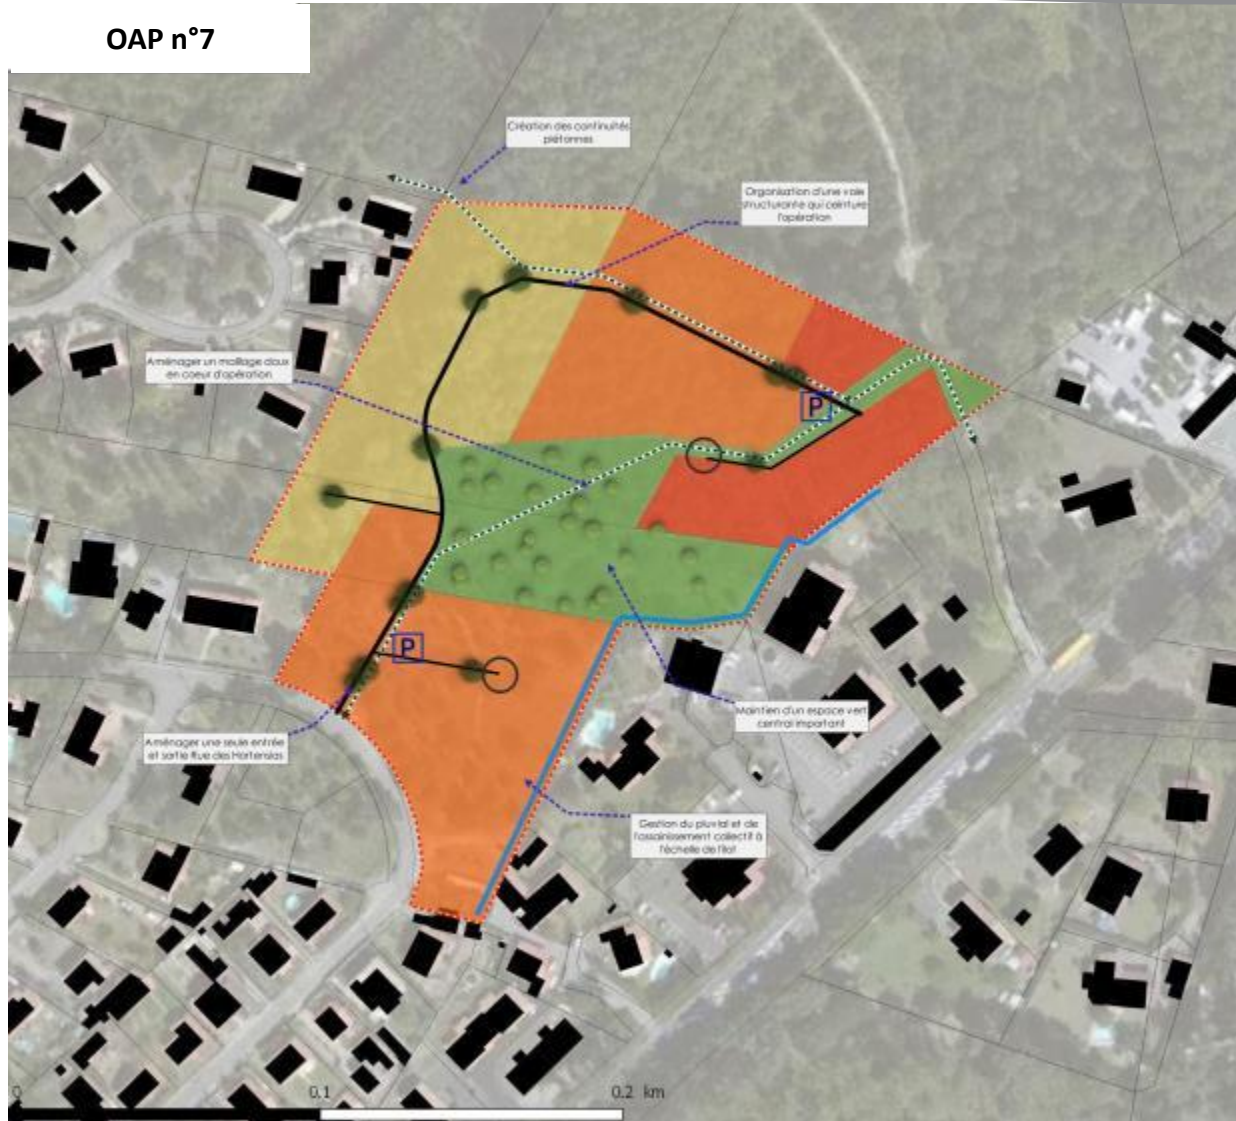 OAP n°7
Création des continuités
piétonnes
Organisation d'une voie
structurante qui ceinture
l'opération
Aménager un maillage doux
en coeur d'opération
P
P
Maintien d'un espace vert
central important
Aménager une seule entrée
et sortie Rue des Hortensias
Gestion du pluvial et de
l'assainissement collectif à
l'échelle de l'îlot
0 0.1 0.2 km